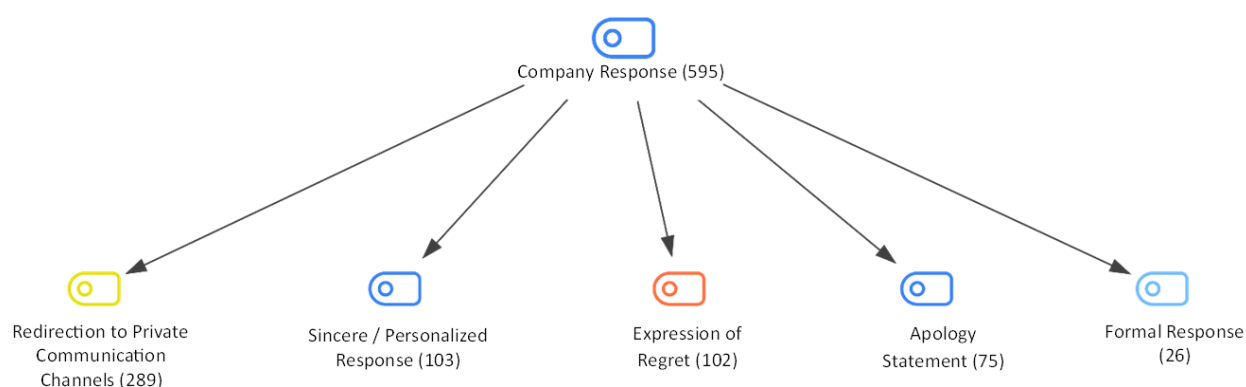 Company Response (595)
Redirection to Private
Communication
Channels (289)
Sincere / Personalized
Response (103)
Expression of
Regret (102)
Apology
Statement (75)
Formal Response
(26)